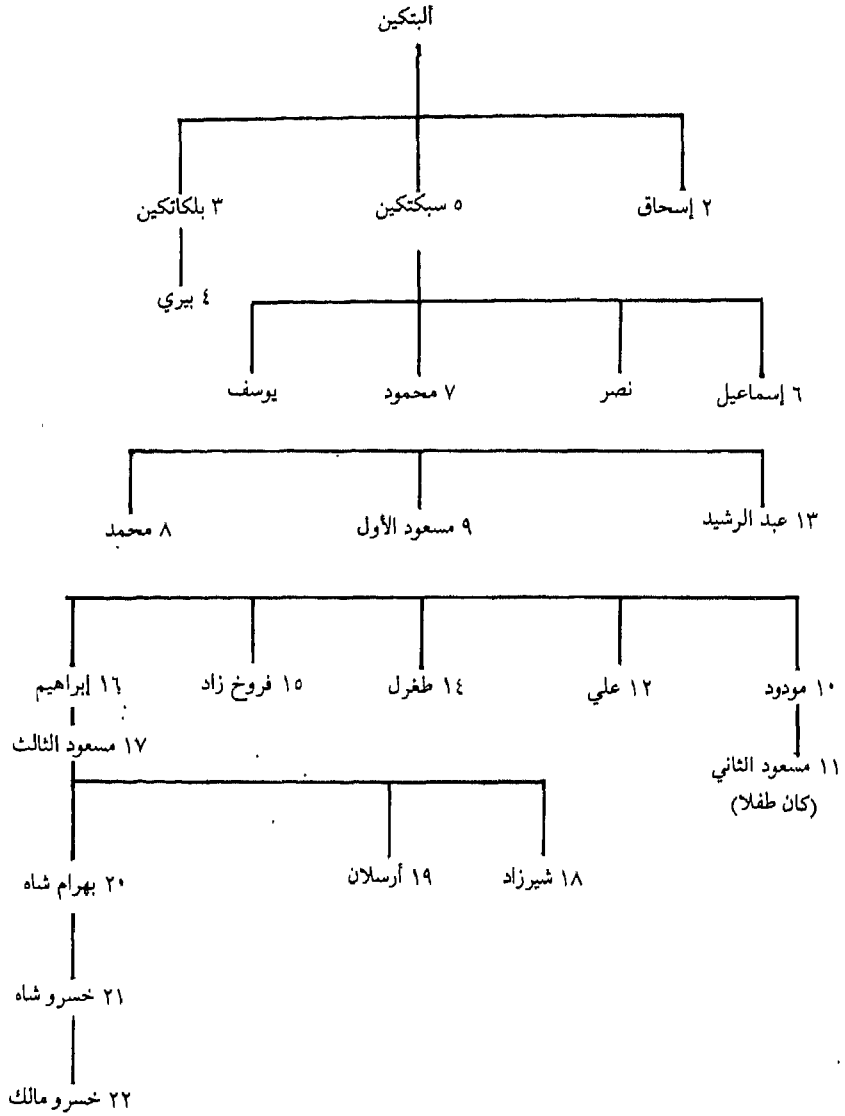 ألبتكين
٢ إسحاق
٥ سبكتكين
٣ بلكاتكين
٤ بيري
٦ إسماعيل
نصر
٧ محمود
يوسف
١٣ عبد الرشيد
٩ مسعود الأول
٨ محمد
١٠ مودود
١٢ علي
١٤ طغرل
١٥ فروخ زاد
١٦ إبراهيم
١٧ مسعود الثالث
١١ مسعود الثاني
(كان طفلا)
١٨ شيرزاد
١٩ أرسلان
٢٠ بهرام شاه
٢١ خسرو شاه
٢٢ خسرو مالك